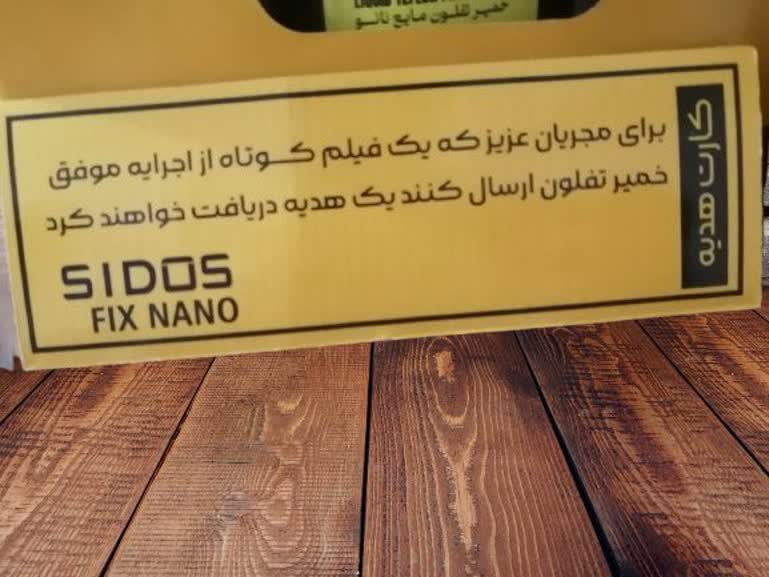 خمیر تفلون مایع نانو
کارت هدیه
برای مجریان عزیز که یک فیلم کوتاه از اجرایه موفق
خمیر تفلون ارسال کنند یک هدیه دریافت خواهند کرد
SIDOS
FIX NANO